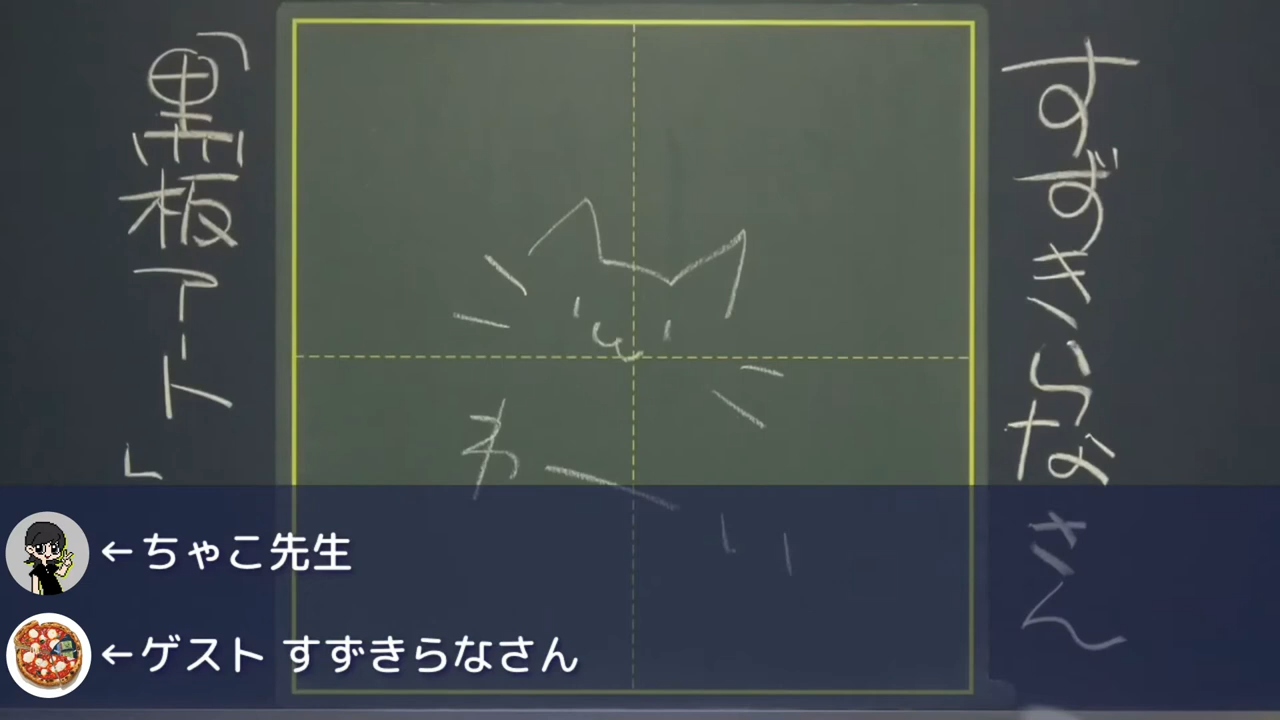 すずきらなさん
「黒板アート」
わーい
←ちゃこ先生
←ゲスト すずきらなさん